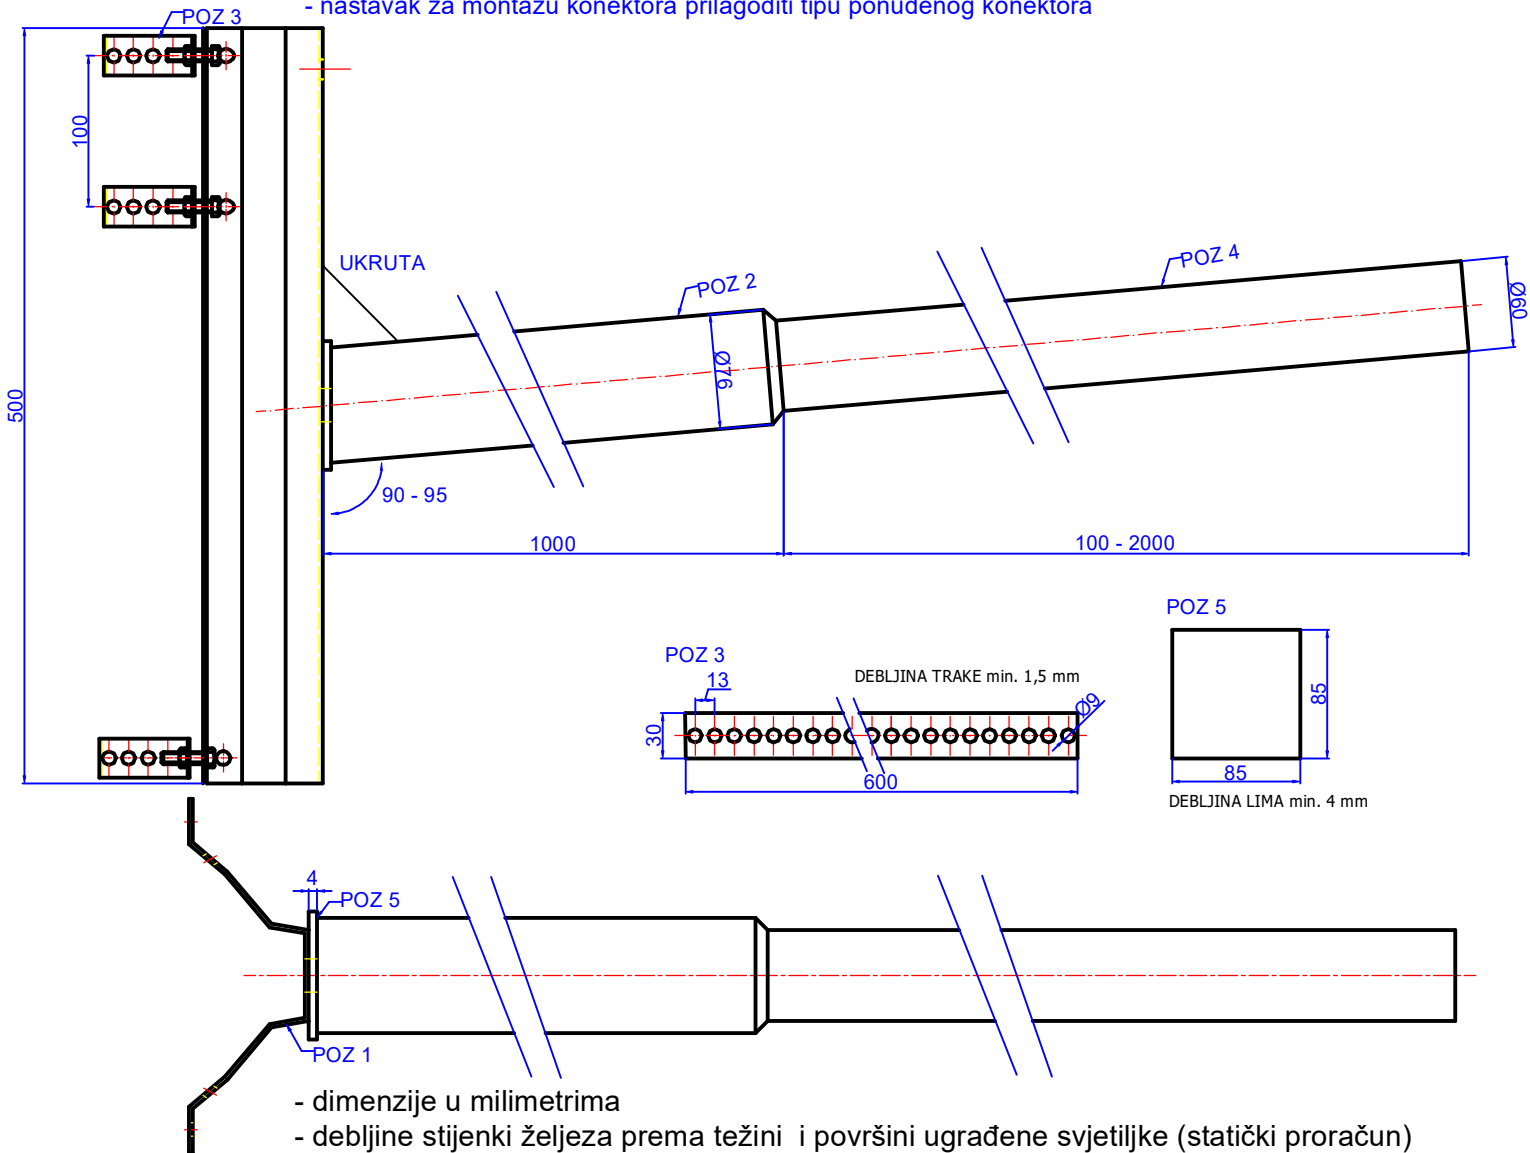 - nastavak za montažu konektora prilagoditi tipu ponuđenog konektora
POZ 3
100
500
UKRUTA
POZ 2
POZ 4
Ø60
Ø76
90 - 95
1000
100 - 2000
POZ 5
POZ 3
13
DEBLJINA TRAKE min. 1,5 mm
Ø9
30
600
85
85
DEBLJINA LIMA min. 4 mm
4
POZ 5
POZ 1
- dimenzije u milimetrima
- debljine stijenki željeza prema težini i površini ugrađene svjetiljke (statički proračun)